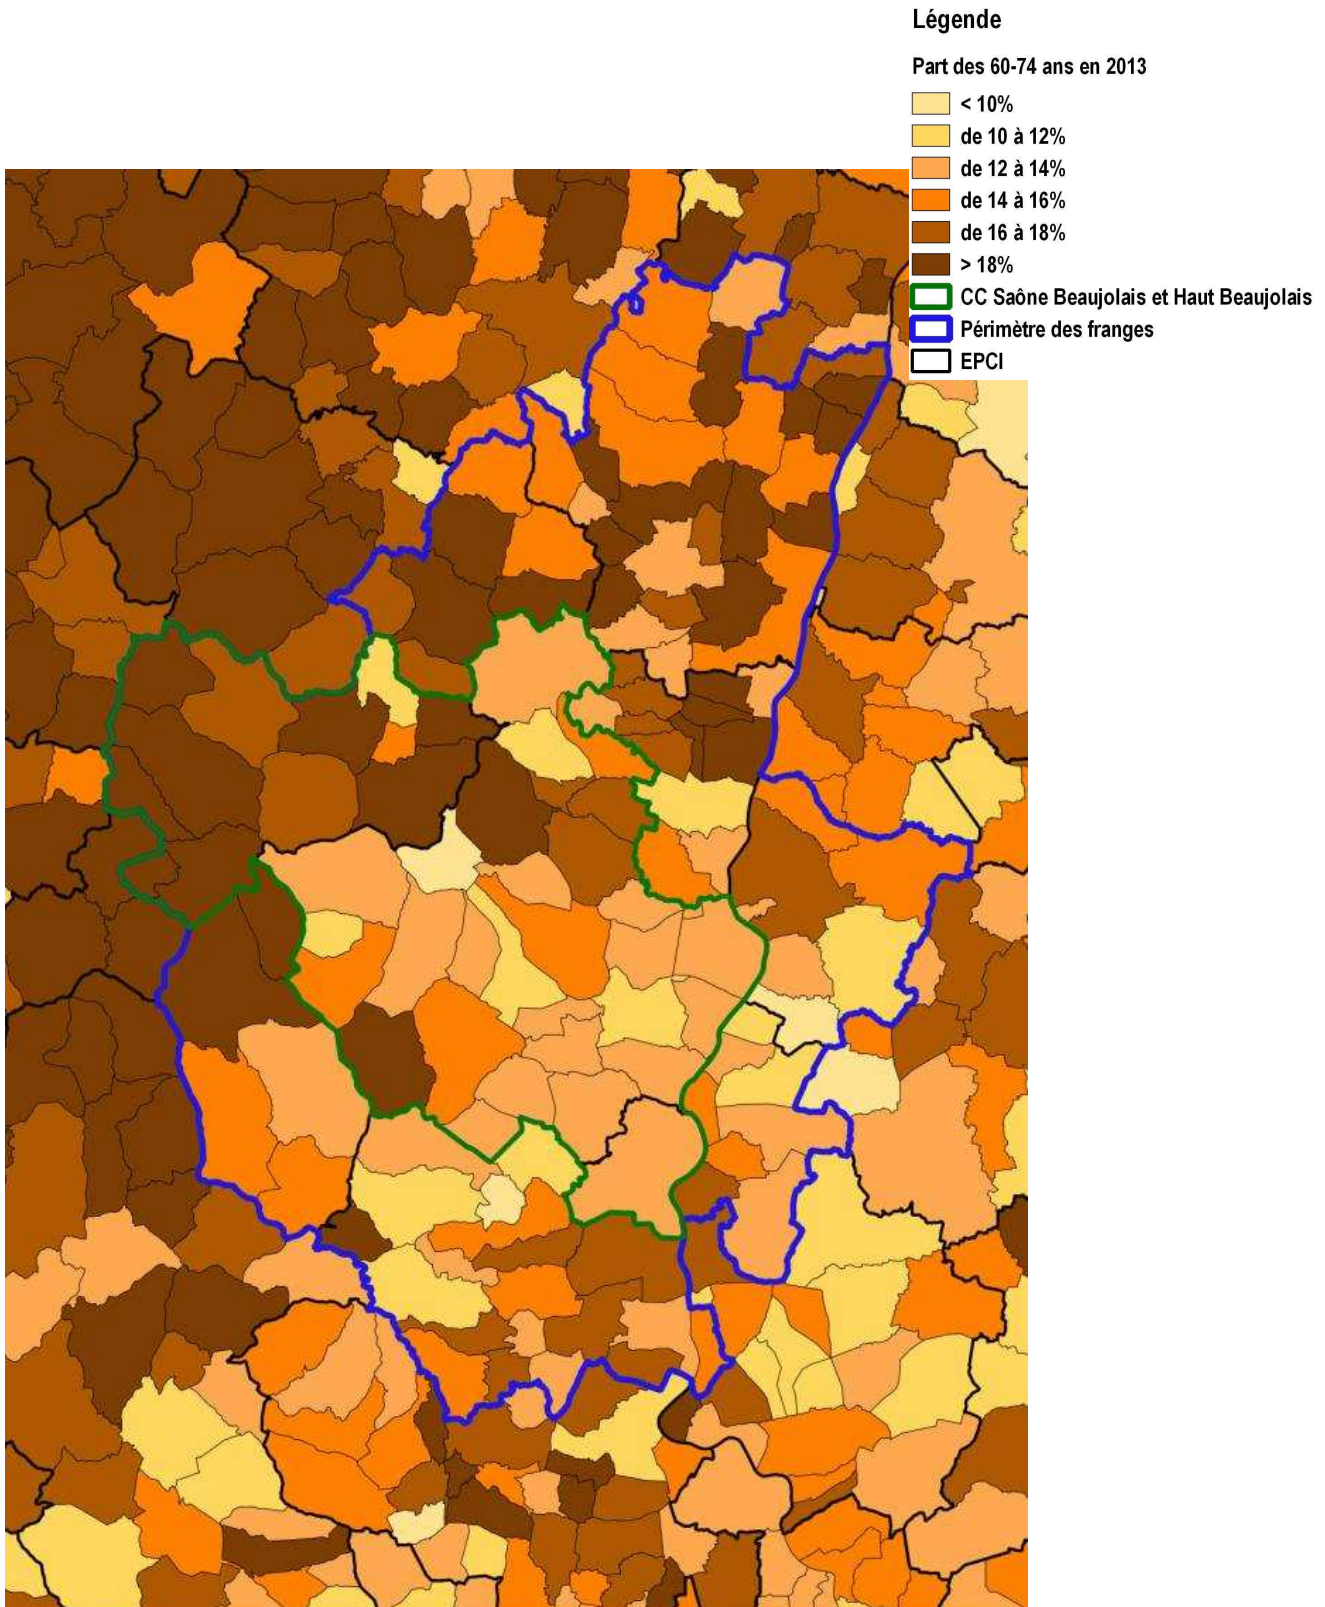 Légende
Part des 60-74 ans en 2013
< 10%
de 10 à 12%
de 12 à 14%
de 14 à 16%
de 16 à 18%
> 18%
CC Saône Beaujolais et Haut Beaujolais
Périmètre des franges
EPCI